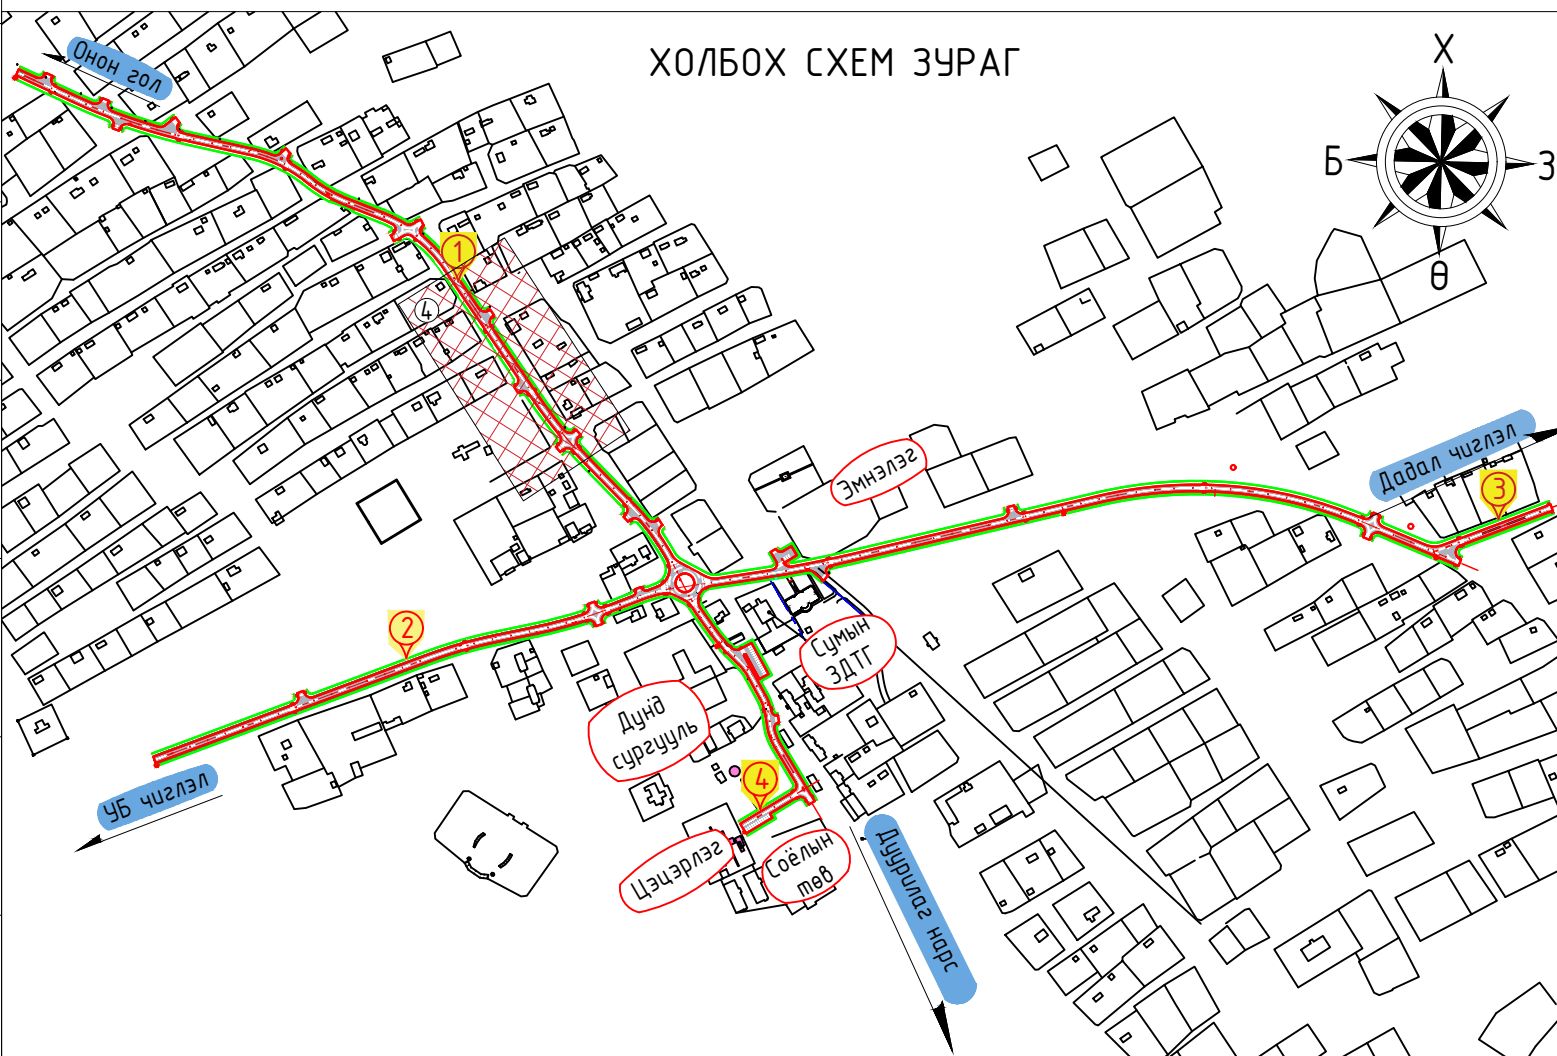 ХОЛБОХ СХЕМ ЗУРАГ
Х
Б
З
Ө
Онон гол
1
4
Эмнэлэг
Дадал чиглэл
3
2
Сумын
ЗДТГ
Дунд
сургууль
УБ чиглэл
4
Цэцэрлэг
Соёлын
төв
Дуурлаг нарс